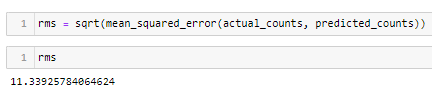 1 rms = sqrt(mean_squared_error(actual_counts, predicted_counts))
1 rms
11.33925784064624